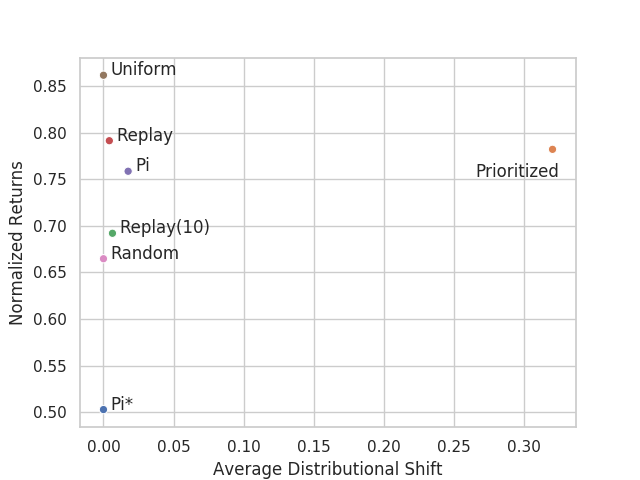 Uniform
0.85
Replay
0.80
Pi
Prioritized
0.75
Replay(10)
0.70
Random
0.65
0.60
0.55
Pi*
0.50
0.00 0.05 0.10 0.15 0.20 0.25 0.30
Average Distributional Shift
Normalized Returns